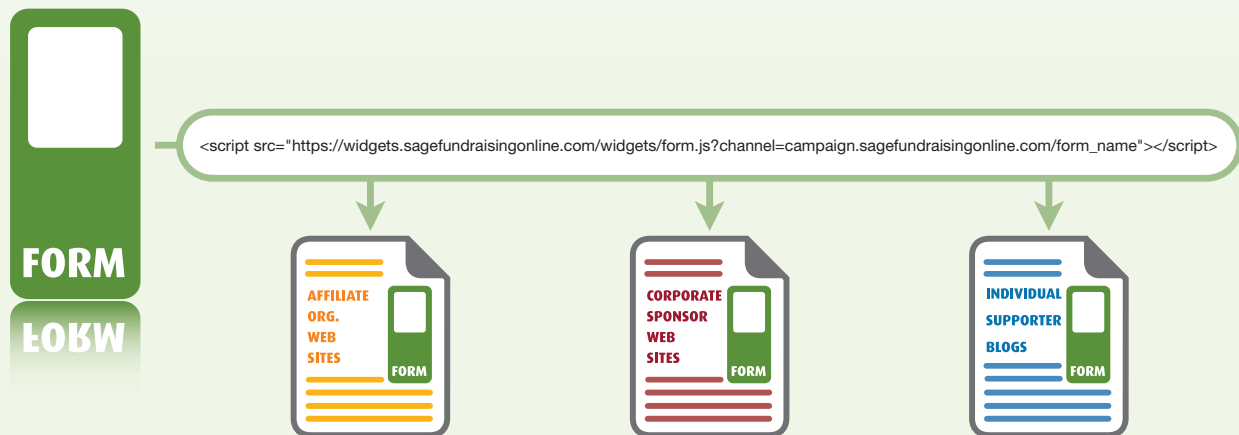 FORM
<script src="https://widgets.sagefundraisingonline.com/widgets/form.js?channel=campaign.sagefundraisingonline.com/form_name"></script>
AFFILIATE
ORG.
WEB
SITES
FORM
CORPORATE
SPONSOR
WEB
SITES
FORM
INDIVIDUAL
SUPPORTER
BLOGS
FORM